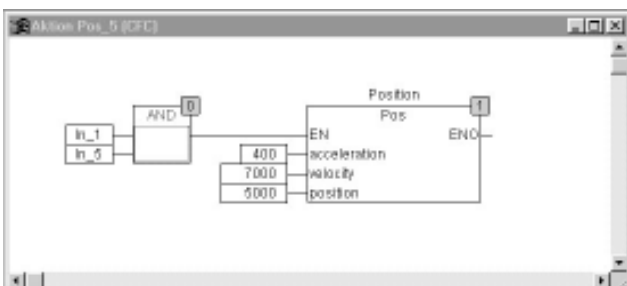 Aktion Pos_5 (CFC)
Position
AND 0
Pos 1
In_1
In_5
EN ENO
400 acceleration
7000 velocity
5000 position